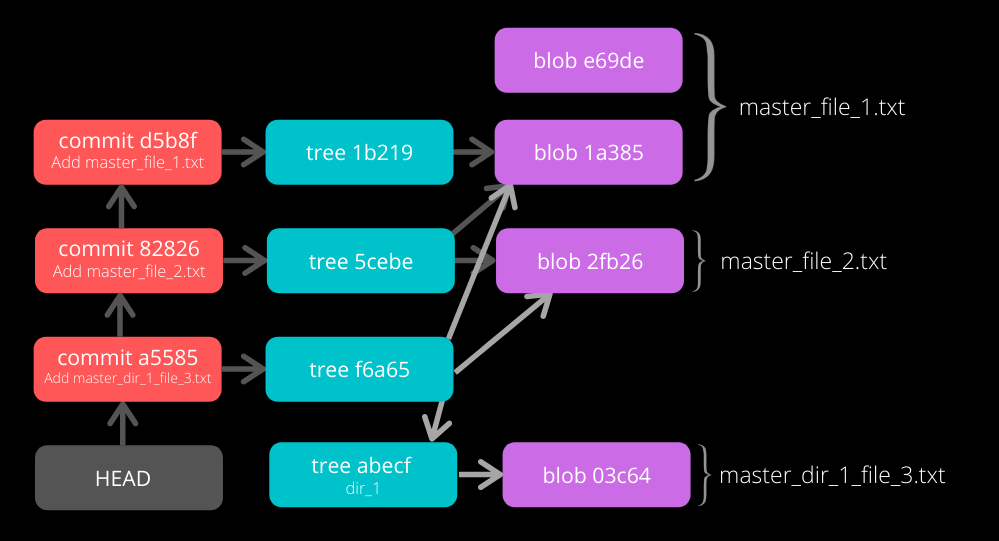 blob e69de
master_file_1.txt
commit d5b8f
Add master_file_1.txt
tree 1b219
blob 1a385
commit 82826
Add master_file_2.txt
tree 5cebe
blob 2fb26
master_file_2.txt
commit a5585
Add master_dir_1_file_3.txt
tree f6a65
HEAD
tree abecf
dir_1
blob 03c64
master_dir_1_file_3.txt